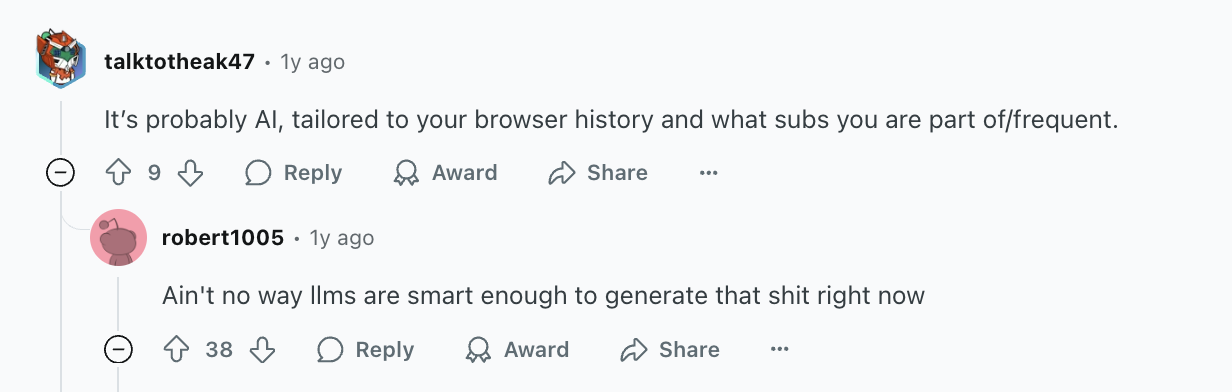 talktotheak47 • 1y ago
It’s probably AI, tailored to your browser history and what subs you are part of/frequent.
9 Reply Award Share ...
robert1005 • 1y ago
Ain't no way llms are smart enough to generate that shit right now
38 Reply Award Share ...